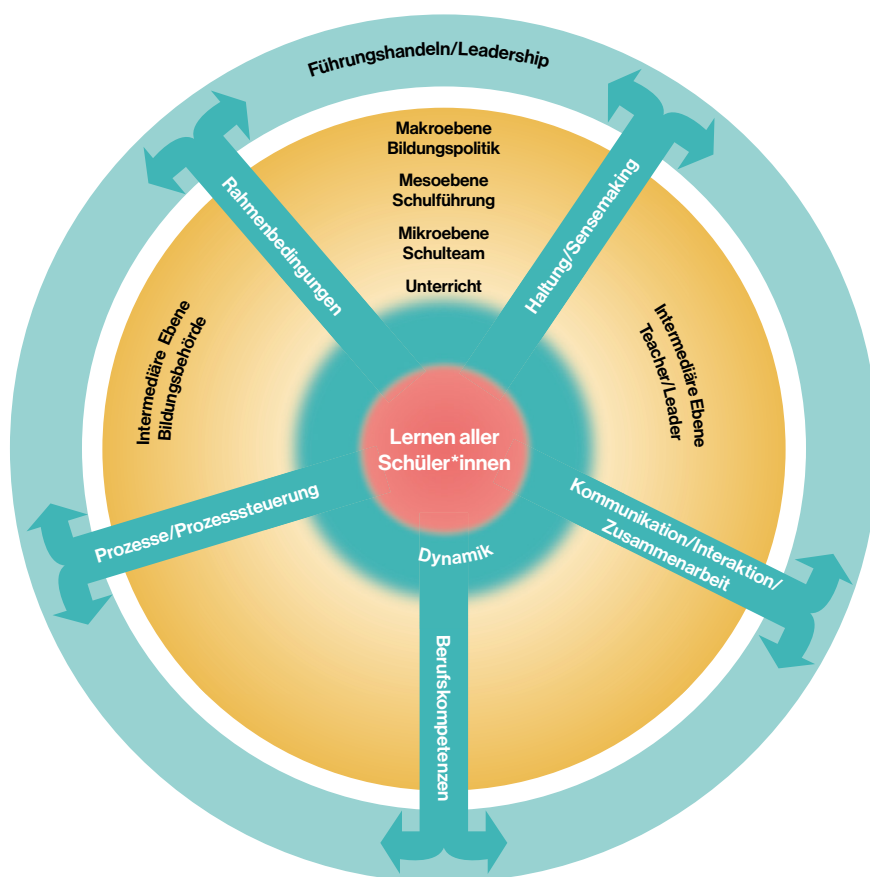 Führungshandeln/Leadership
Makroebene
Bildungspolitik
Mesoebene
Schulführung
Mikroebene
Schulteam
Unterricht
Rahmenbedingungen
Haltung/Sensemaking
Intermediäre Ebene
Bildungsbehörde
Intermediäre Ebene
Teacher/Leader
Lernen aller
Schüler*innen
Prozesse/Prozesssteuerung
Kommunikation/Interaktion/
Zusammenarbeit
Dynamik
Berufskompetenzen